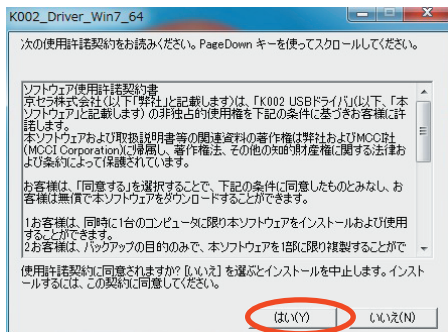 K002_Driver_Win7_64
次の使用許諾契約をお読みください。PageDown キーを使ってスクロールしてください。
ソフトウェア使用許諾契約書
京セラ株式会社(以下「弊社」と記載します)は、「K002 USBドライバ」(以下、「本
ソフトウェア」と記載します) の非独占的使用権を下記の条件に基づきお客様に許
諾します。
本ソフトウェアおよび取扱説明書等の関連資料の著作権は弊社およびMCCI社
(MCCI Corporation)に帰属し、著作権法、その他の知的財産権に関する法律お
よび条約によって保護されています。
お客様は、「同意する」を選択することで、下記の条件に同意したものとみなし、お
客様は無償で本ソフトウェアをダウンロードすることができます。
1お客様は、同時に1台のコンピュータに限り本ソフトウェアをインストールおよび使用
することができます。
2お客様は、バックアップの目的のみで、本ソフトウェアを1部に限り複製することがで
使用許諾契約に同意されますか? [いいえ] を選ぶとインストールを中止します。インスト
ールするには、この契約に同意してください。
はい(Y)
いいえ(N)